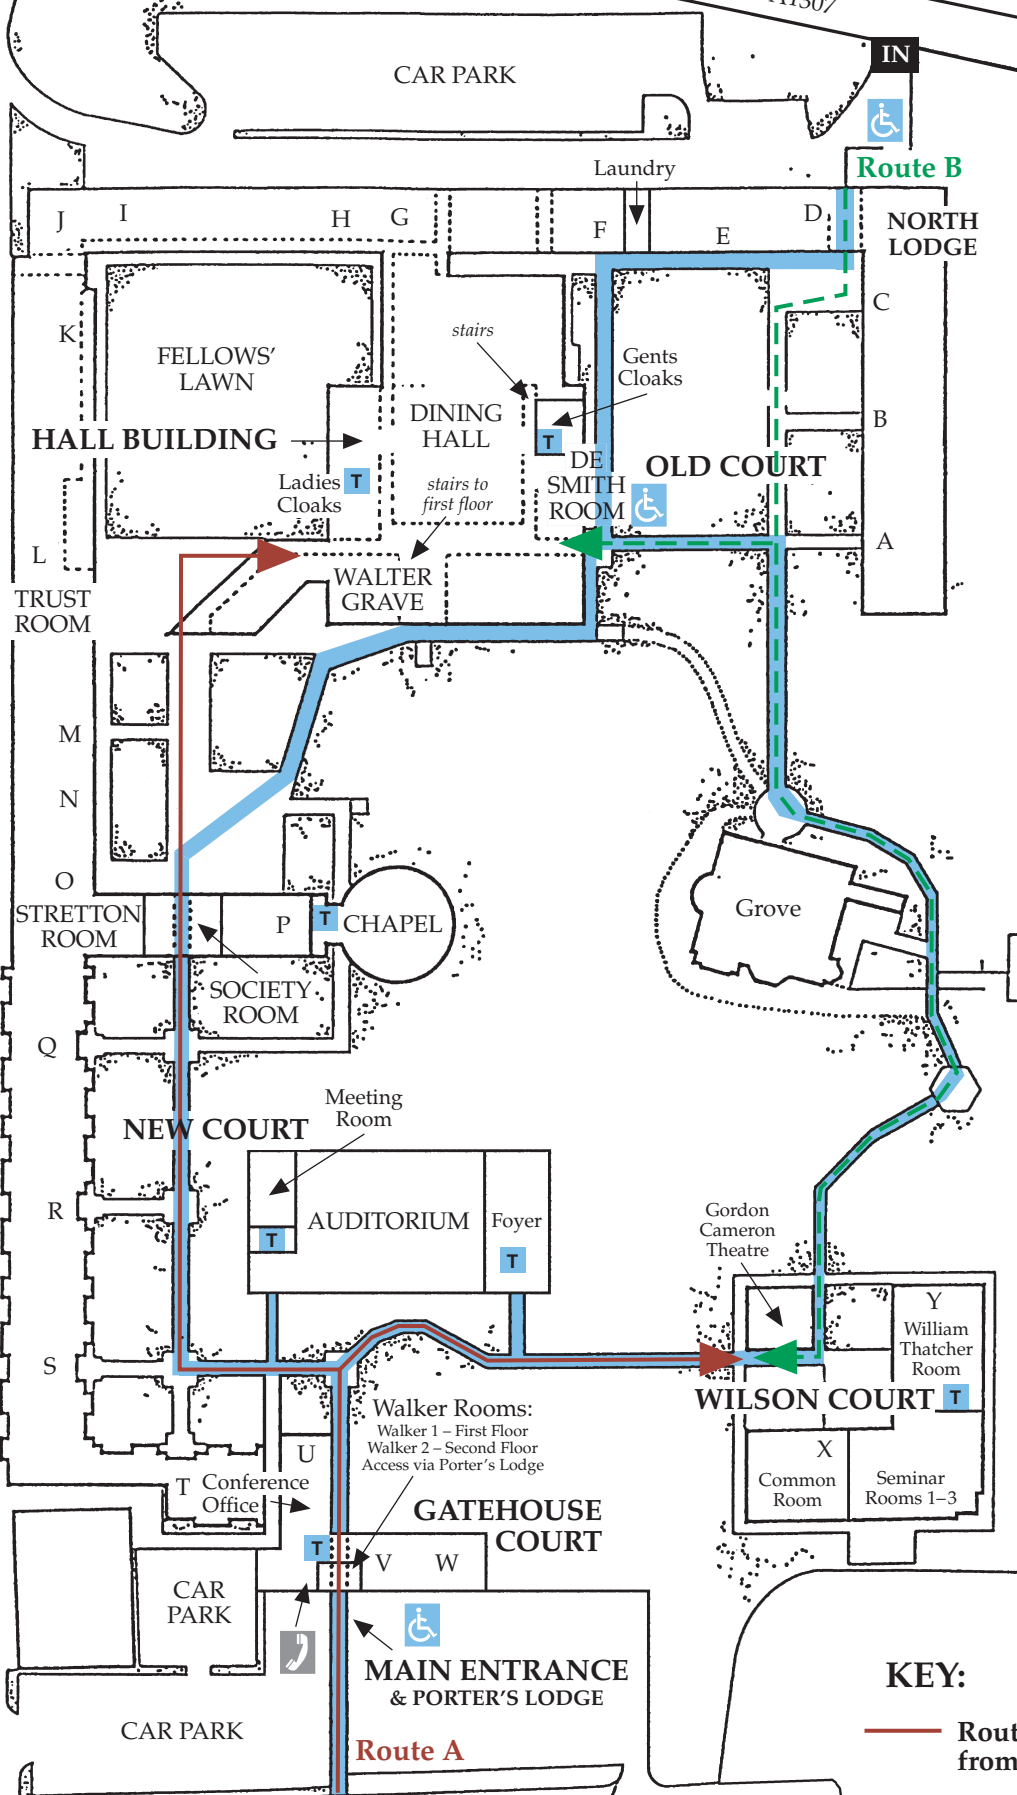 A1307
CAR PARK
IN
Route B
Laundry
J
I
H
G
F
E
D
NORTH
LODGE
C
K
stairs
FELLOWS'
LAWN
Gents
Cloaks
DINING
HALL
B
HALL BUILDING
T
DE
SMITH
ROOM
OLD COURT
Ladies
Cloaks
T
stairs to
first floor
L
A
TRUST
ROOM
WALTER
GRAVE
M
N
O
STRETTON
ROOM
P
T
CHAPEL
Grove
SOCIETY
ROOM
Q
Meeting
Room
NEW COURT
R
AUDITORIUM
Foyer
T
T
Gordon
Cameron
Theatre
Y
William
Thatcher
Room
T
S
WILSON COURT
Walker Rooms:
Walker 1 – First Floor
Walker 2 – Second Floor
Access via Porter's Lodge
U
X
T
Conference
Office
Common
Room
Seminar
Rooms 1–3
GATEHOUSE
COURT
T
V
W
CAR
PARK
MAIN ENTRANCE
& PORTER'S LODGE
KEY:
CAR PARK
Route A
Rout
from